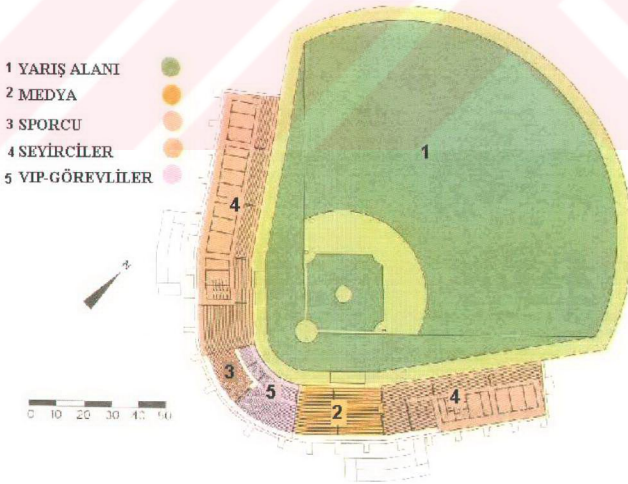 1 YARIŞ ALANI
2 MEDYA
3 SPORCU
4 SEYİRCİLER
5 VIP-GÖREVLİLER
1
4
N
3
5
2
4
0 10 20 30 40 50